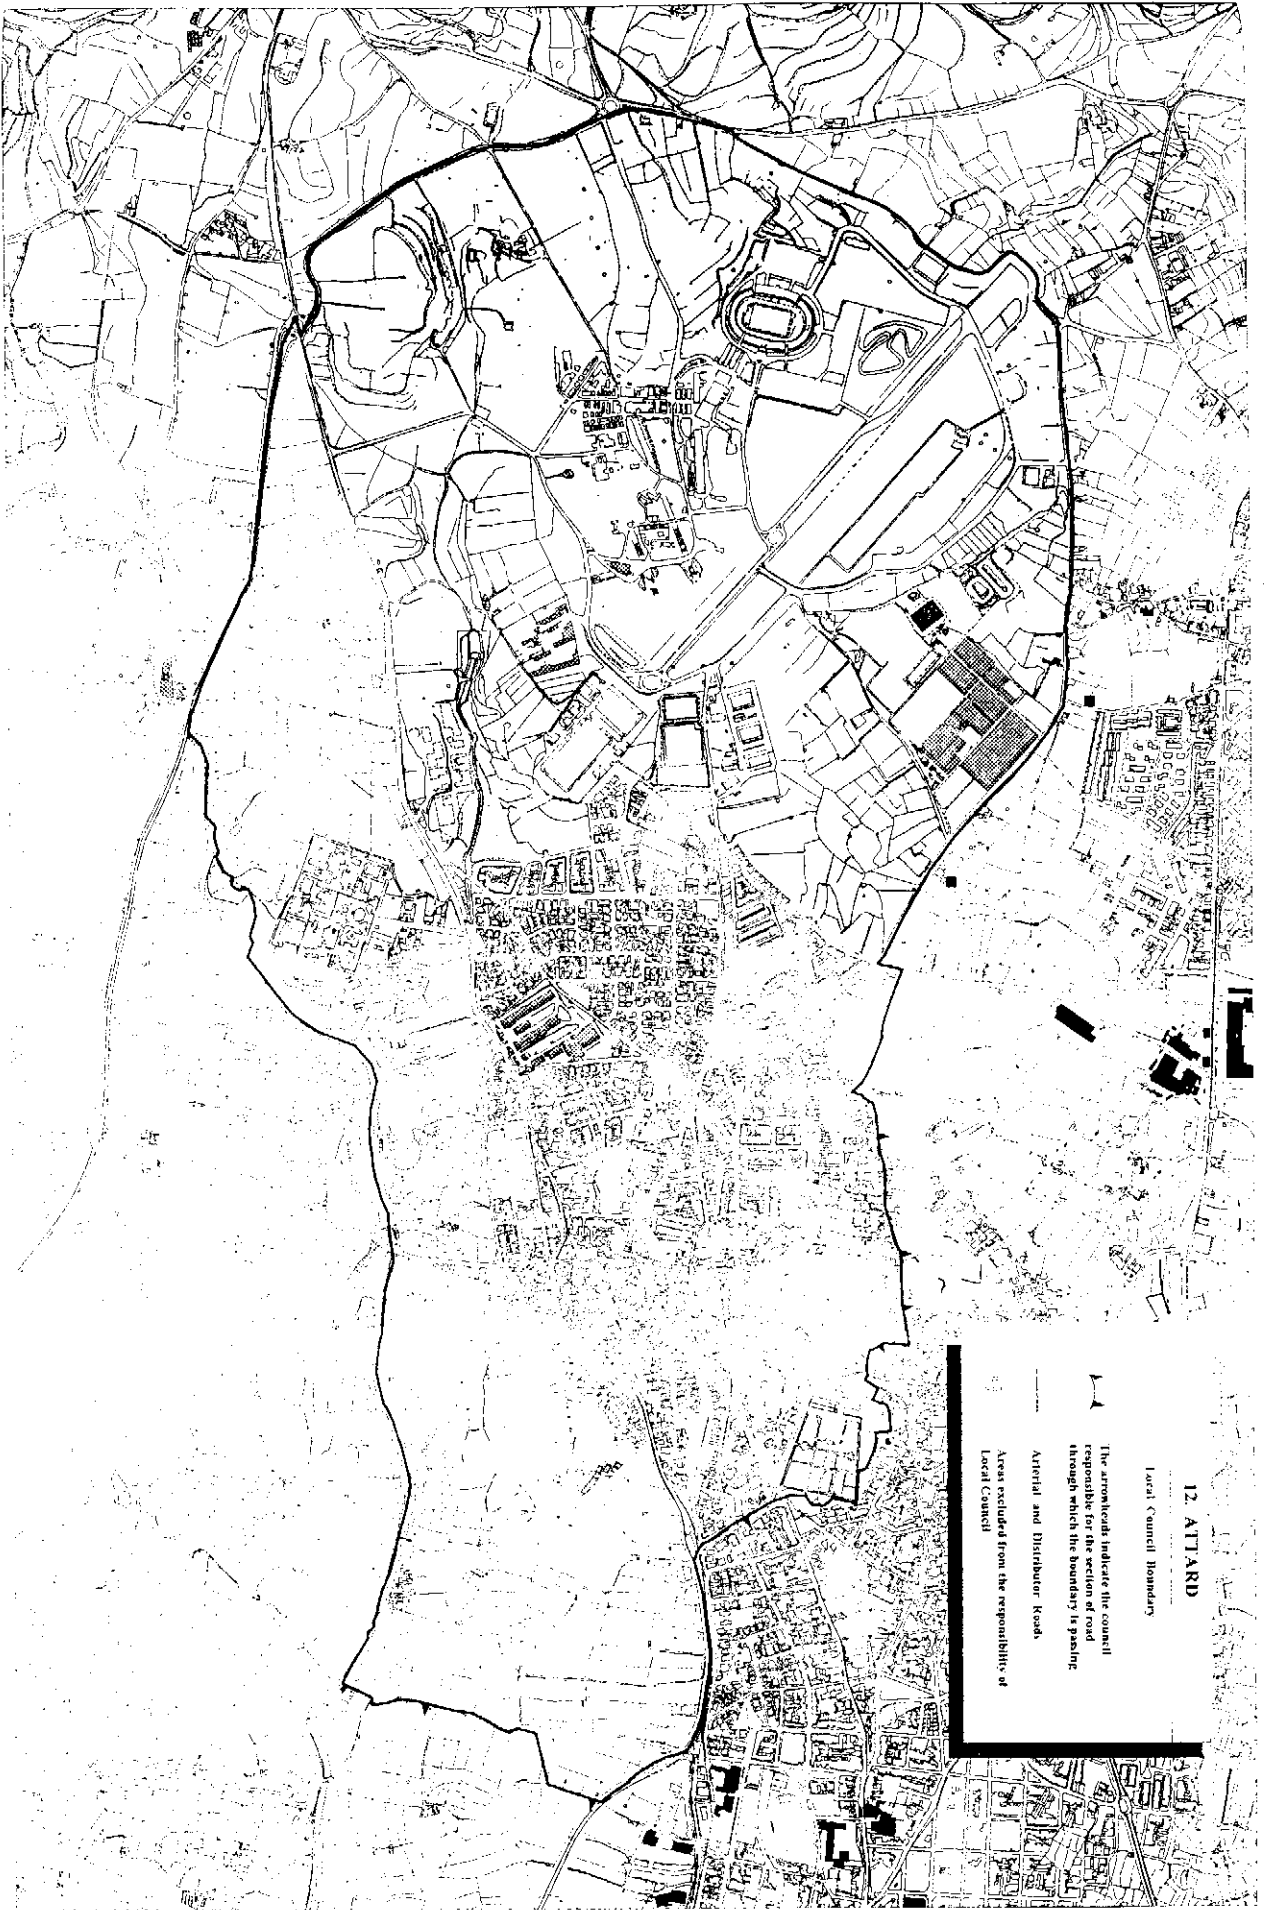 12. ATTARD
Local Council Boundary
The arrowheads indicate the council
responsible for the section of road
through which the boundary is passing
Arterial and Distributor Roads
Areas excluded from the responsibility of
Local Council